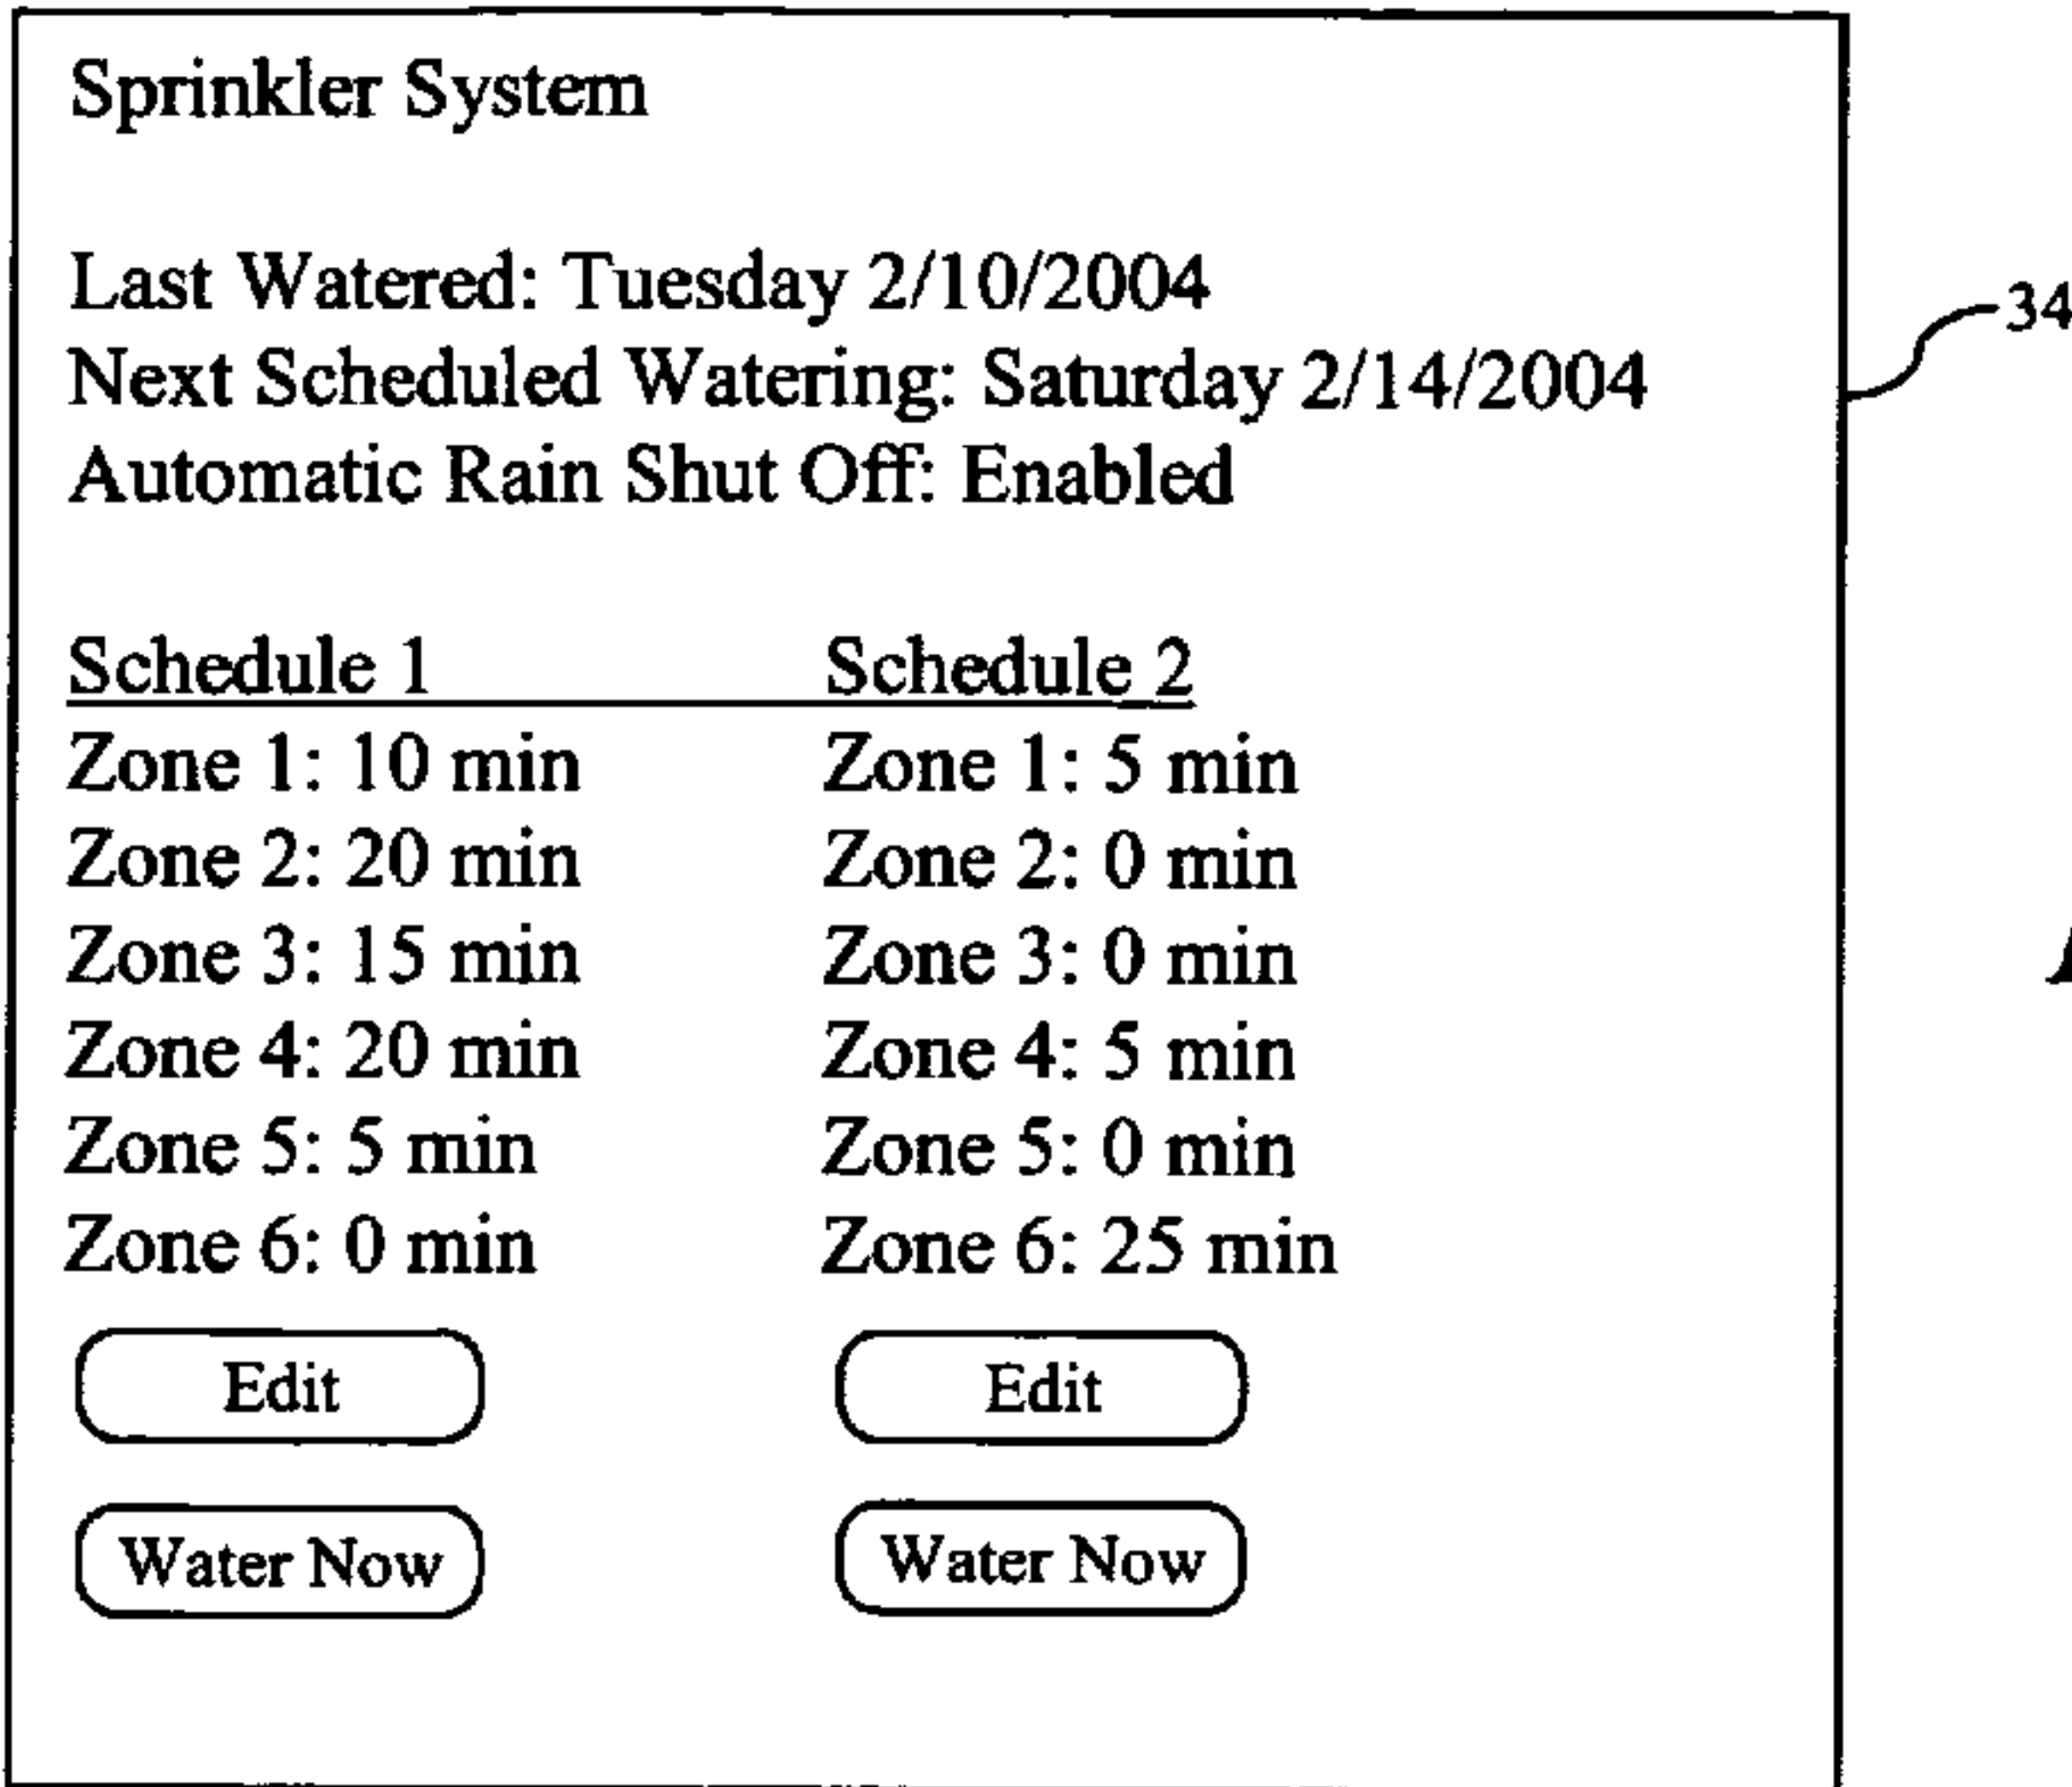 Sprinkler System
Last Watered: Tuesday 2/10/2004
Next Scheduled Watering: Saturday 2/14/2004
Automatic Rain Shut Off: Enabled
34
Schedule 1 Schedule 2
Zone 1: 10 min Zone 1: 5 min
Zone 2: 20 min Zone 2: 0 min
Zone 3: 15 min Zone 3: 0 min
Zone 4: 20 min Zone 4: 5 min
Zone 5: 5 min Zone 5: 0 min
Zone 6: 0 min Zone 6: 25 min
Edit Edit
Water Now Water Now